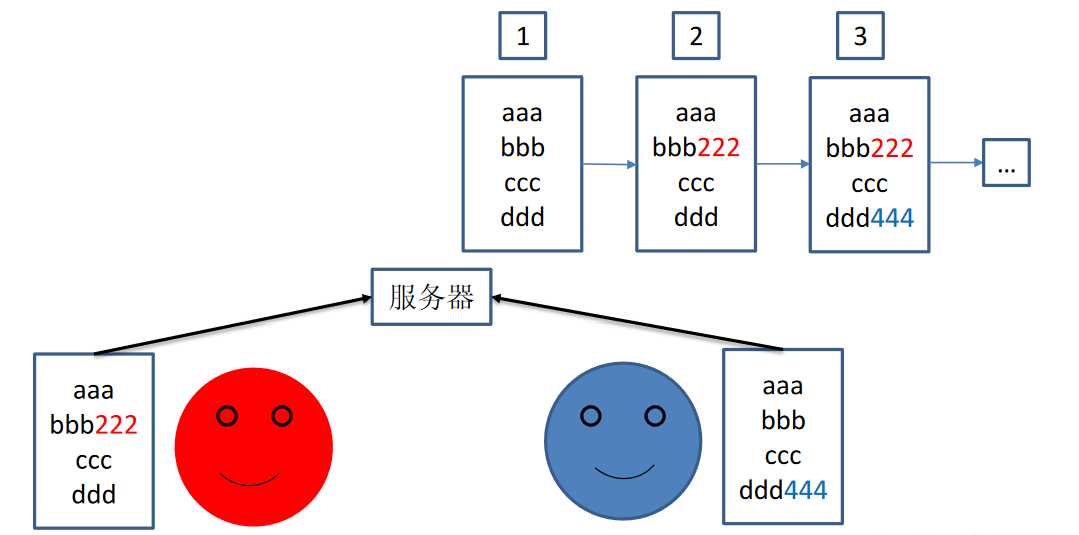 1
2
3
aaa
bbb
ccc
ddd
aaa
bbb222
ccc
ddd
aaa
bbb222
ccc
ddd444
...
服务器
aaa
bbb222
ccc
ddd
aaa
bbb
ccc
ddd444